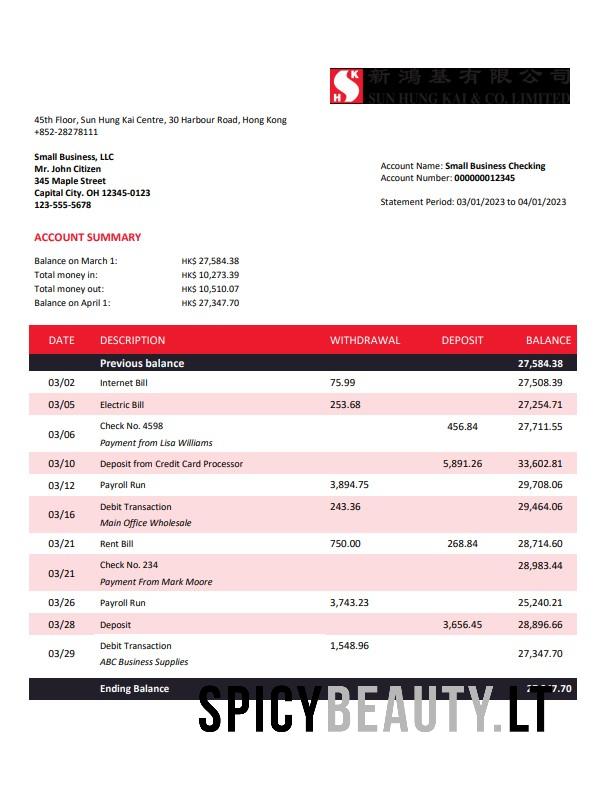 新鴻基有限公司
SUN HUNG KAI & CO. LIMITED
45th Floor, Sun Hung Kai Centre, 30 Harbour Road, Hong Kong
+852-28278111
Small Business, LLC
Mr. John Citizen
345 Maple Street
Capital City. OH 12345-0123
123-555-5678
Account Name: Small Business Checking
Account Number: 000000012345
Statement Period: 03/01/2023 to 04/01/2023
ACCOUNT SUMMARY
Balance on March 1: HK$ 27,584.38
Total money in: HK$ 10,273.39
Total money out: HK$ 10,510.07
Balance on April 1: HK$ 27,347.70
DATE DESCRIPTION WITHDRAWAL DEPOSIT BALANCE
Previous balance 27,584.38
03/02 Internet Bill 75.99 27,508.39
03/05 Electric Bill 253.68 27,254.71
03/06 Check No. 4598 456.84 27,711.55
Payment from Lisa Williams
03/10 Deposit from Credit Card Processor 5,891.26 33,602.81
03/12 Payroll Run 3,894.75 29,708.06
03/16 Debit Transaction 243.36 29,464.06
Main Office Wholesale
03/21 Rent Bill 750.00 268.84 28,714.60
03/21 Check No. 234 28,983.44
Payment From Mark Moore
03/26 Payroll Run 3,743.23 25,240.21
03/28 Deposit 3,656.45 28,896.66
03/29 Debit Transaction 1,548.96 27,347.70
ABC Business Supplies
Ending Balance
SPICYBEAUTY.LT